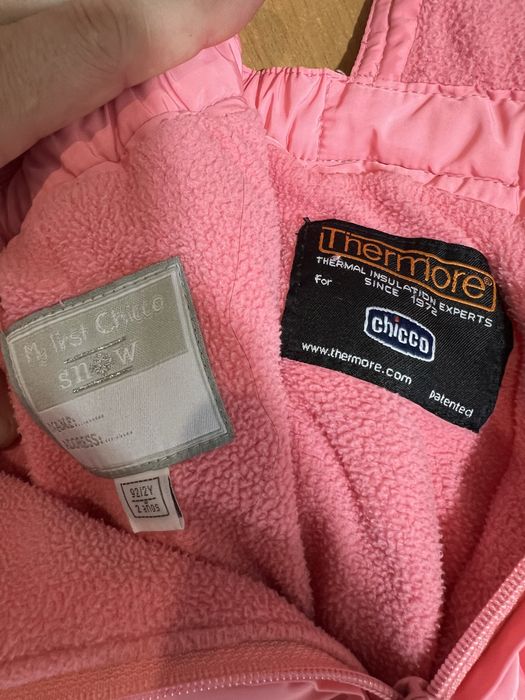 My First Chicco
snow
NAME:
ADDRESS:
92/2Y
2 años
Thermore®
THERMAL INSULATION EXPERTS
SINCE 1972
For
chicco
www.thermore.com
patented